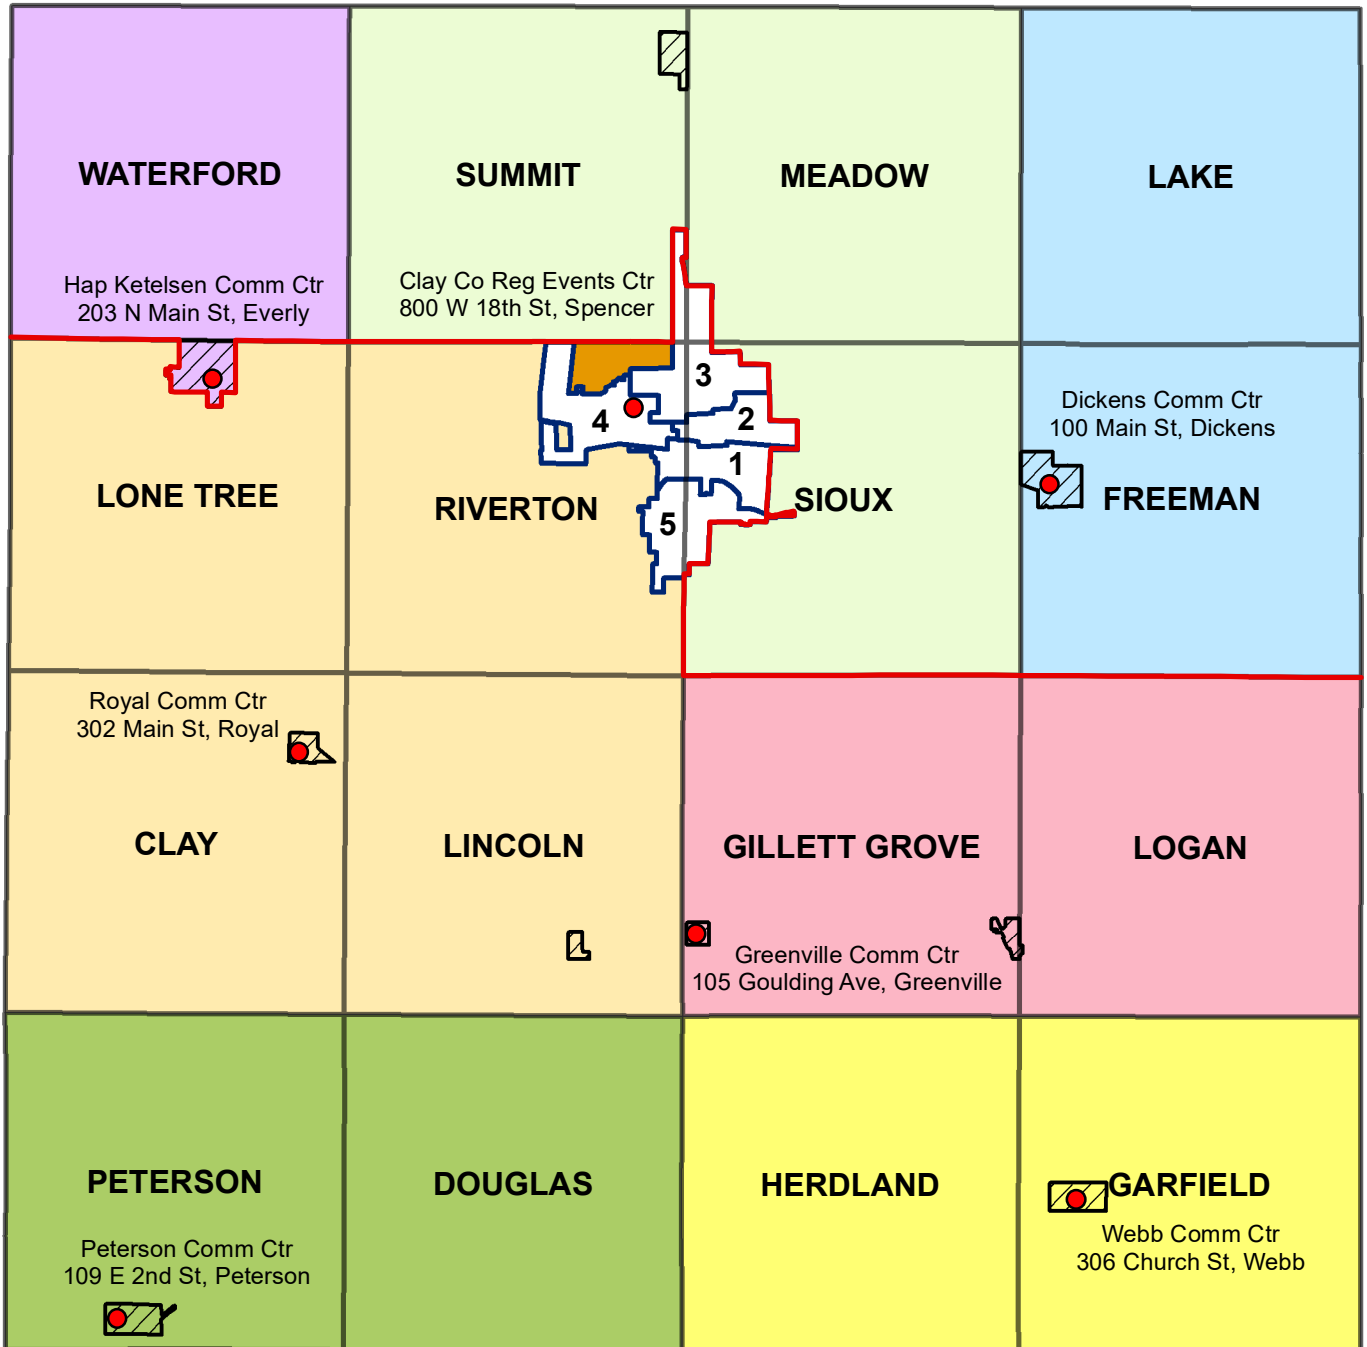 WATERFORD
SUMMIT
MEADOW
LAKE
Hap Ketelsen Comm Ctr
203 N Main St, Everly
Clay Co Reg Events Ctr
800 W 18th St, Spencer
3
4
2
1
5
Dickens Comm Ctr
100 Main St, Dickens
LONE TREE
RIVERTON
SIOUX
FREEMAN
Royal Comm Ctr
302 Main St, Royal
CLAY
LINCOLN
GILLETT GROVE
LOGAN
Greenville Comm Ctr
105 Goulding Ave, Greenville
PETERSON
DOUGLAS
HERDLAND
GARFIELD
Peterson Comm Ctr
109 E 2nd St, Peterson
Webb Comm Ctr
306 Church St, Webb